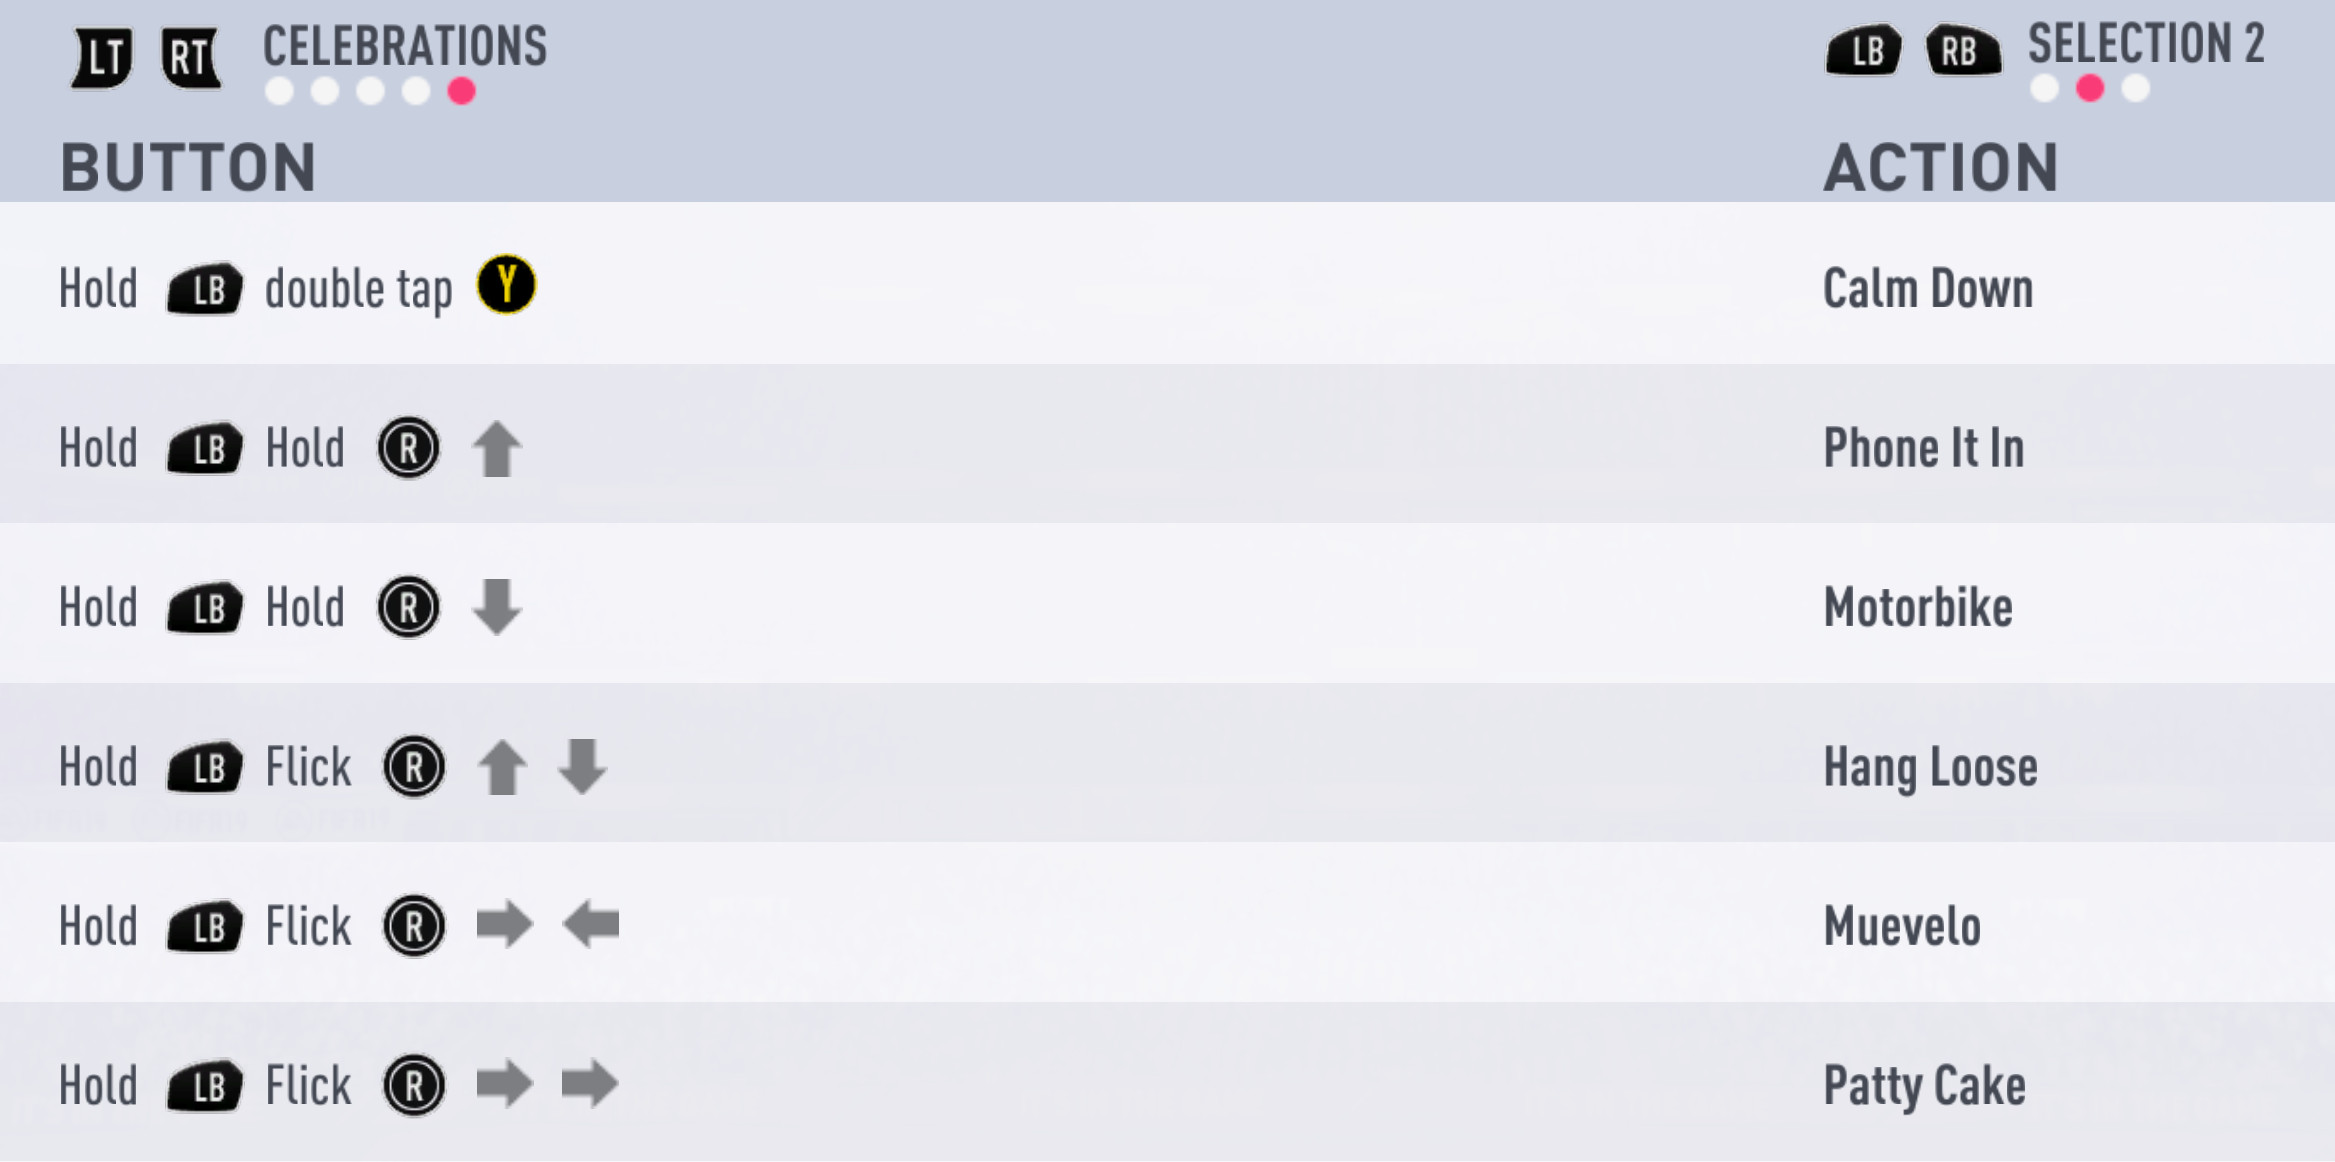 LT RT CELEBRATIONS
LB RB SELECTION 2
BUTTON ACTION
Hold LB double tap Y Calm Down
Hold LB Hold R Phone It In
Hold LB Hold R Motorbike
Hold LB Flick R Hang Loose
Hold LB Flick R Muevelo
Hold LB Flick R Patty Cake